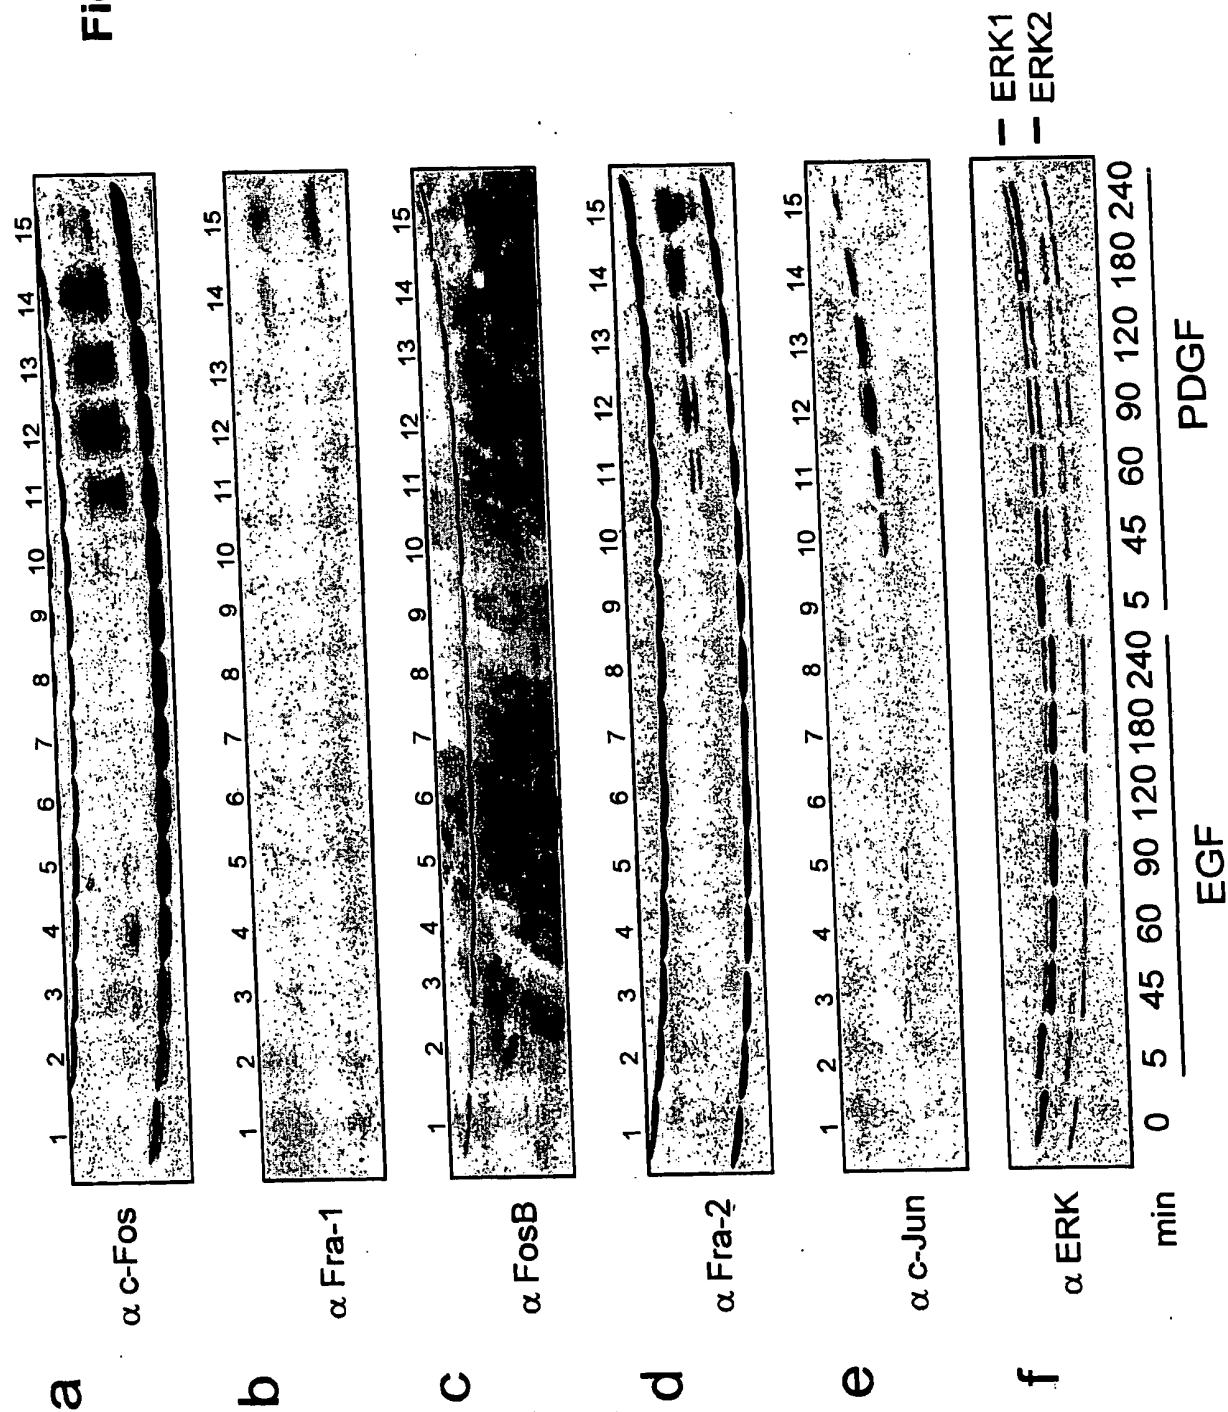 Fig
a
α c-Fos
1 2 3 4 5 6 7 8 9 10 11 12 13 14 15
b
α Fra-1
1 2 3 4 5 6 7 8 9 10 11 12 13 14 15
c
α FosB
1 2 3 4 5 6 7 8 9 10 11 12 13 14 15
d
α Fra-2
1 2 3 4 5 6 7 8 9 10 11 12 13 14 15
e
α c-Jun
1 2 3 4 5 6 7 8 9 10 11 12 13 14 15
f
α ERK
ERK1
ERK2
min 0 5 45 60 90 120 180 240 5 45 60 90 120 180 240
EGF PDGF